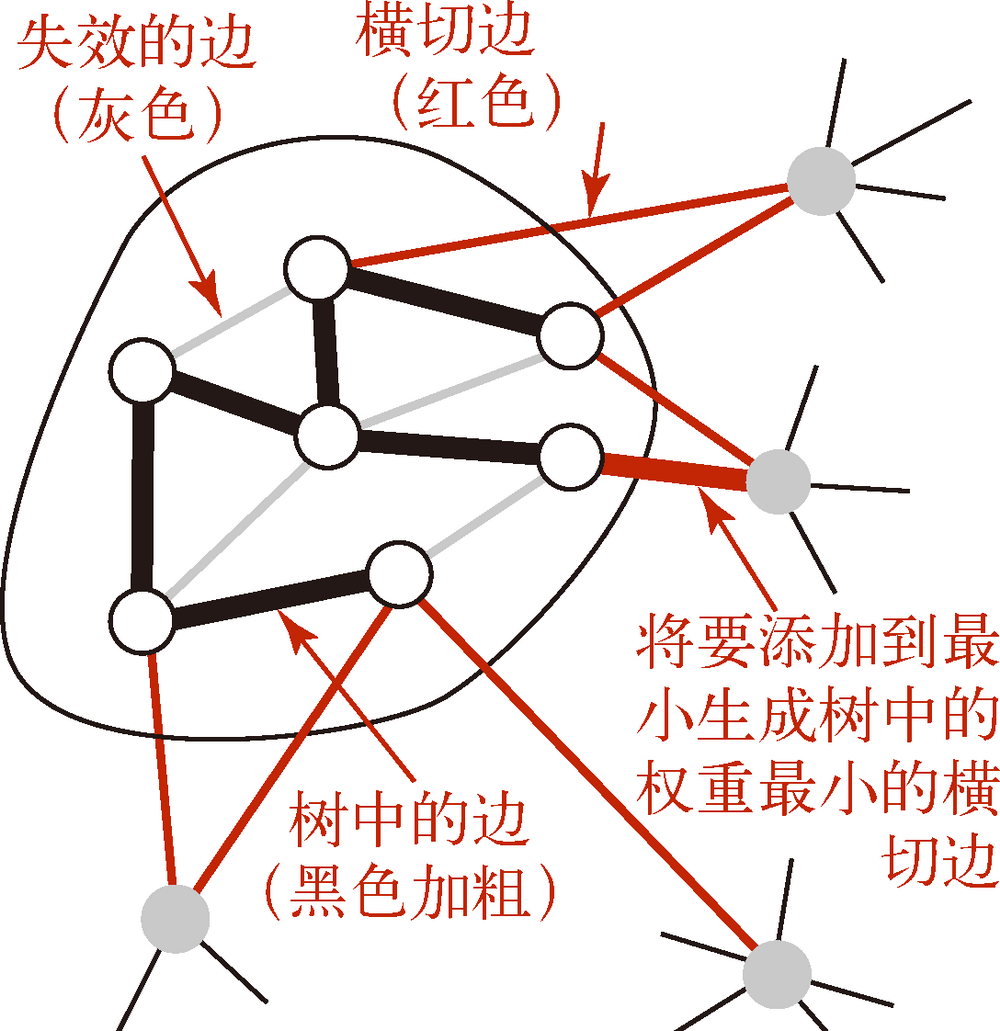 失效的边
（灰色）
横切边
（红色）
将要添加到最
小生成树中的
权重最小的横
切边
树中的边
（黑色加粗）